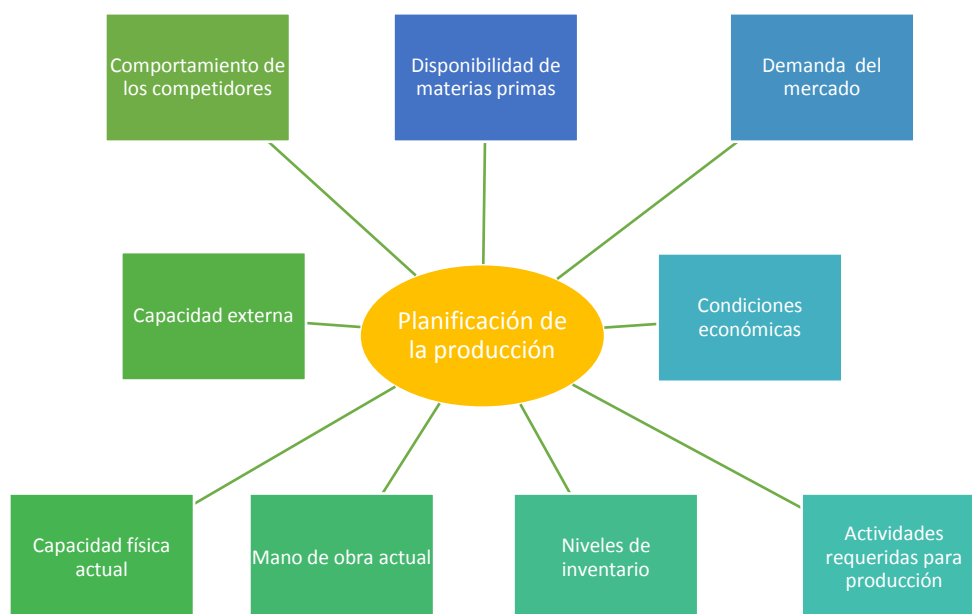 Comportamiento de
los competidores
Disponibilidad de
materias primas
Demanda del
mercado
Capacidad externa
Planificación de
la producción
Condiciones
económicas
Capacidad física
actual
Mano de obra actual
Niveles de
inventario
Actividades
requeridas para
producción